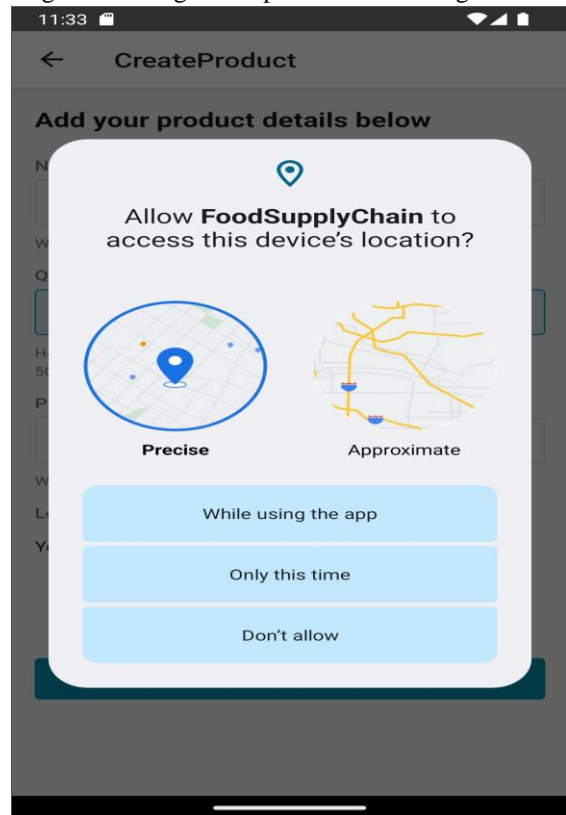 11:33
CreateProduct
Add your product details below
Allow FoodSupplyChain to
access this device's location?
Precise
Approximate
While using the app
Only this time
Don't allow